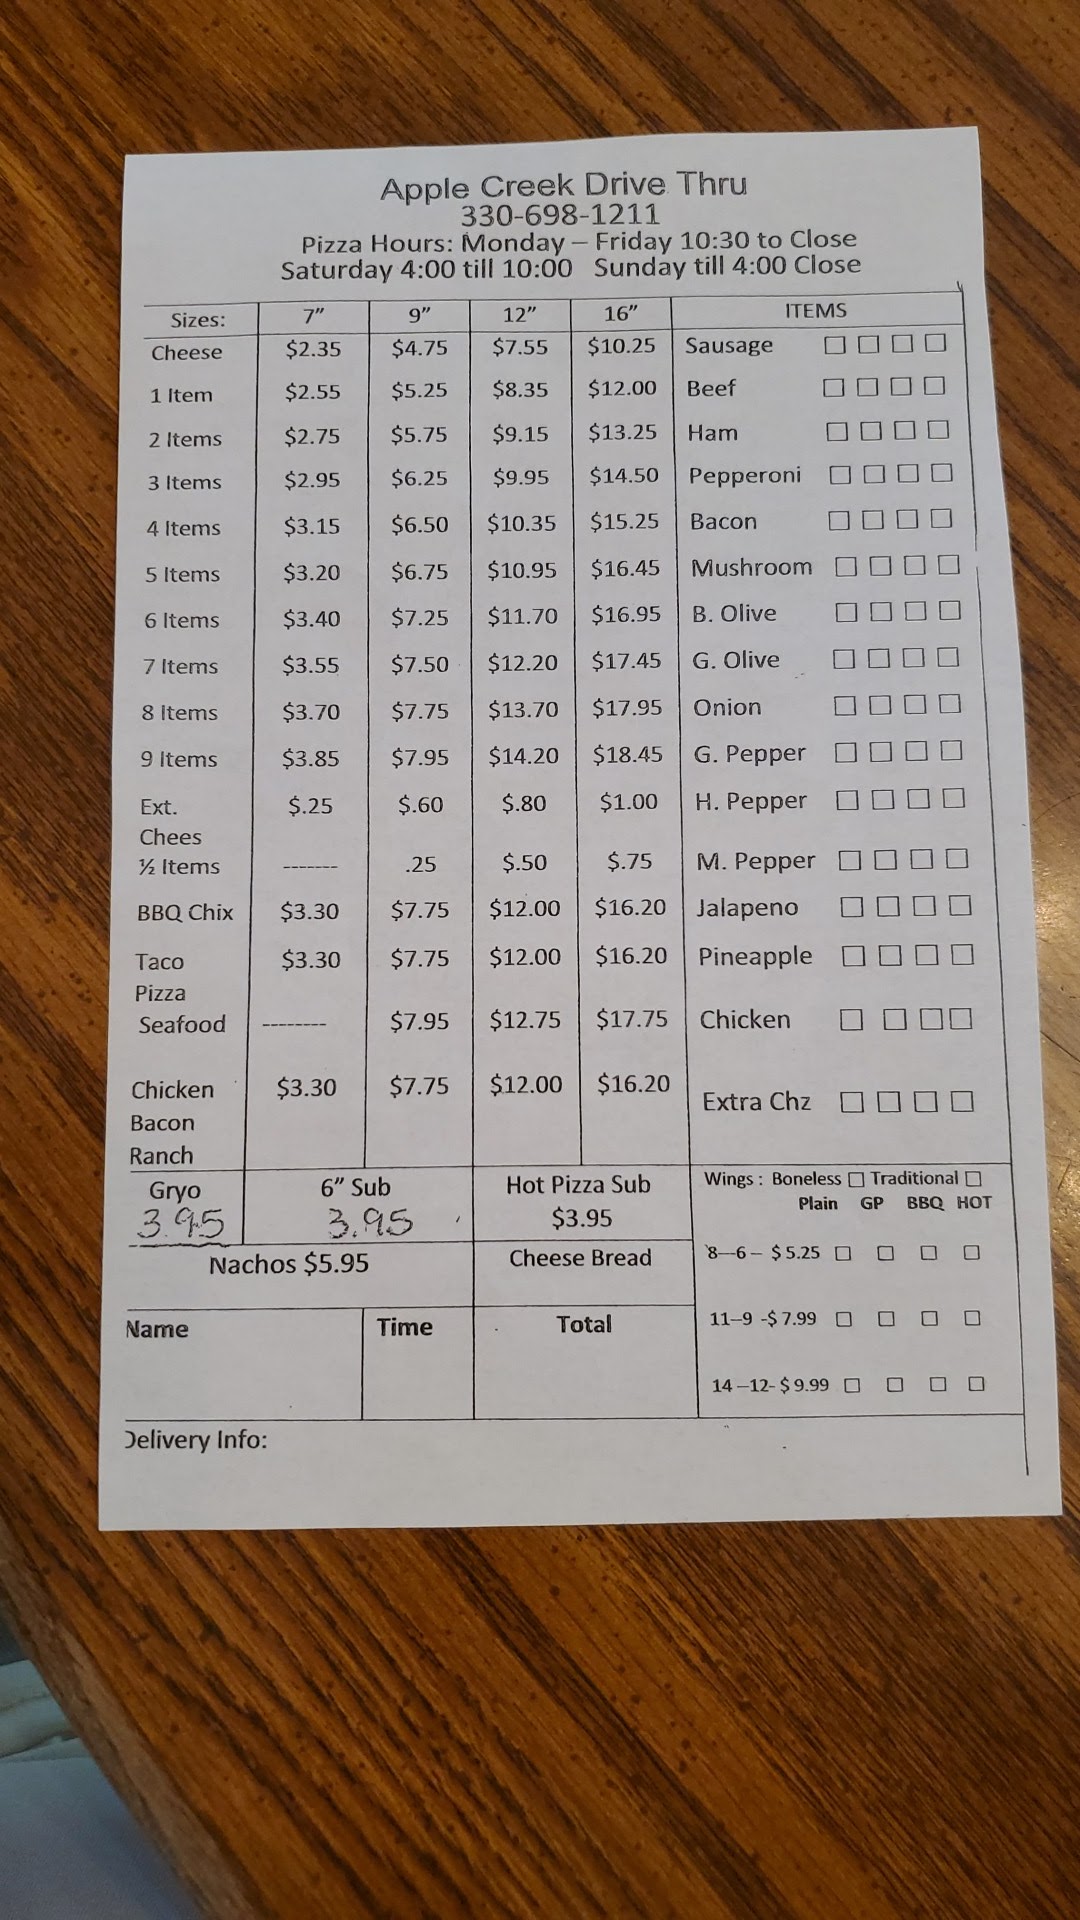 Apple Creek Drive Thru
330-698-1211
Pizza Hours: Monday – Friday 10:30 to Close
Saturday 4:00 till 10:00 Sunday till 4:00 Close
Sizes: 7” 9” 12” 16” ITEMS
Cheese $2.35 $4.75 $7.55 $10.25 Sausage
1 Item $2.55 $5.25 $8.35 $12.00 Beef
2 Items $2.75 $5.75 $9.15 $13.25 Ham
3 Items $2.95 $6.25 $9.95 $14.50 Pepperoni
4 Items $3.15 $6.50 $10.35 $15.25 Bacon
5 Items $3.20 $6.75 $10.95 $16.45 Mushroom
6 Items $3.40 $7.25 $11.70 $16.95 B. Olive
7 Items $3.55 $7.50 $12.20 $17.45 G. Olive
8 Items $3.70 $7.75 $13.70 $17.95 Onion
9 Items $3.85 $7.95 $14.20 $18.45 G. Pepper
Ext. $.25 $.60 $.80 $1.00 H. Pepper
Chees
½ Items ------- .25 $.50 $.75 M. Pepper
BBQ Chix $3.30 $7.75 $12.00 $16.20 Jalapeno
Taco $3.30 $7.75 $12.00 $16.20 Pineapple
Pizza
Seafood -------- $7.95 $12.75 $17.75 Chicken
Chicken $3.30 $7.75 $12.00 $16.20
Extra Chz
Bacon
Ranch
Gryo 6” Sub Hot Pizza Sub
3.95 3.95 $3.95
Nachos $5.95 Cheese Bread
Wings : Boneless Traditional
Plain GP BBQ HOT
8—6 – $ 5.25
11–9 -$ 7.99
14 –12- $ 9.99
Name Time Total
Delivery Info: